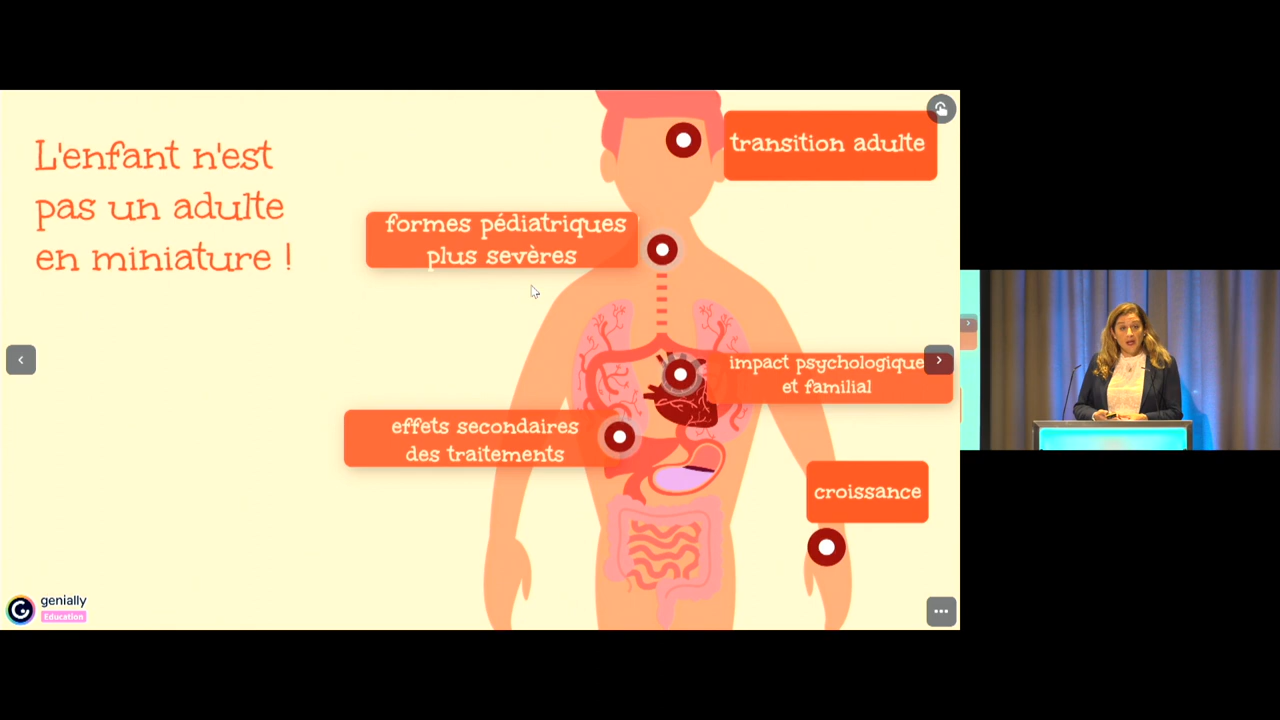 L'enfant n'est
pas un adulte
en miniature !
transition adulte
formes pédiatriques
plus sevères
impact psychologique
et familial
effets secondaires
des traitements
croissance
genially
Education